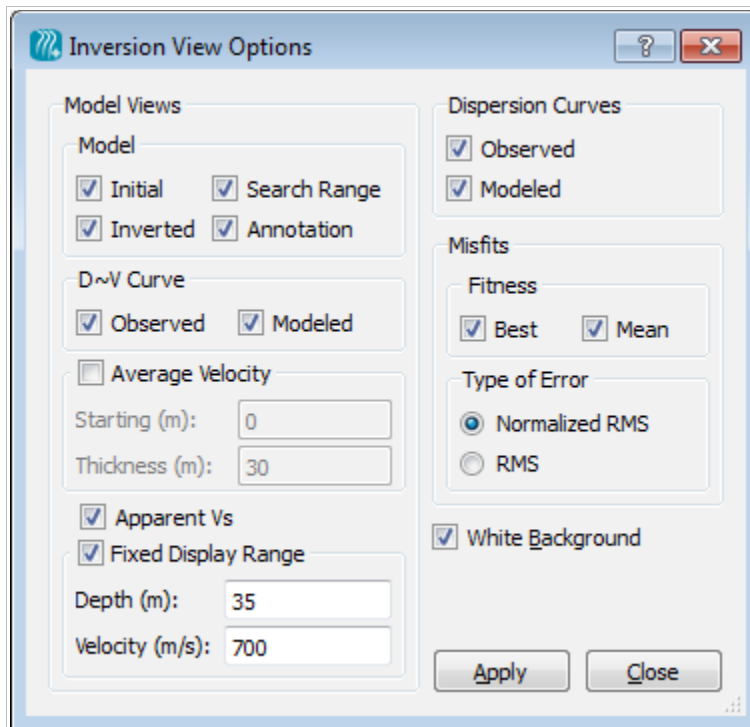 Inversion View Options
Model Views
Model
Initial Search Range
Inverted Annotation
D~V Curve
Observed Modeled
Average Velocity
Starting (m): 0
Thickness (m): 30
Apparent Vs
Fixed Display Range
Depth (m): 35
Velocity (m/s): 700
Dispersion Curves
Observed
Modeled
Misfits
Fitness
Best Mean
Type of Error
Normalized RMS
RMS
White Background
Apply Close